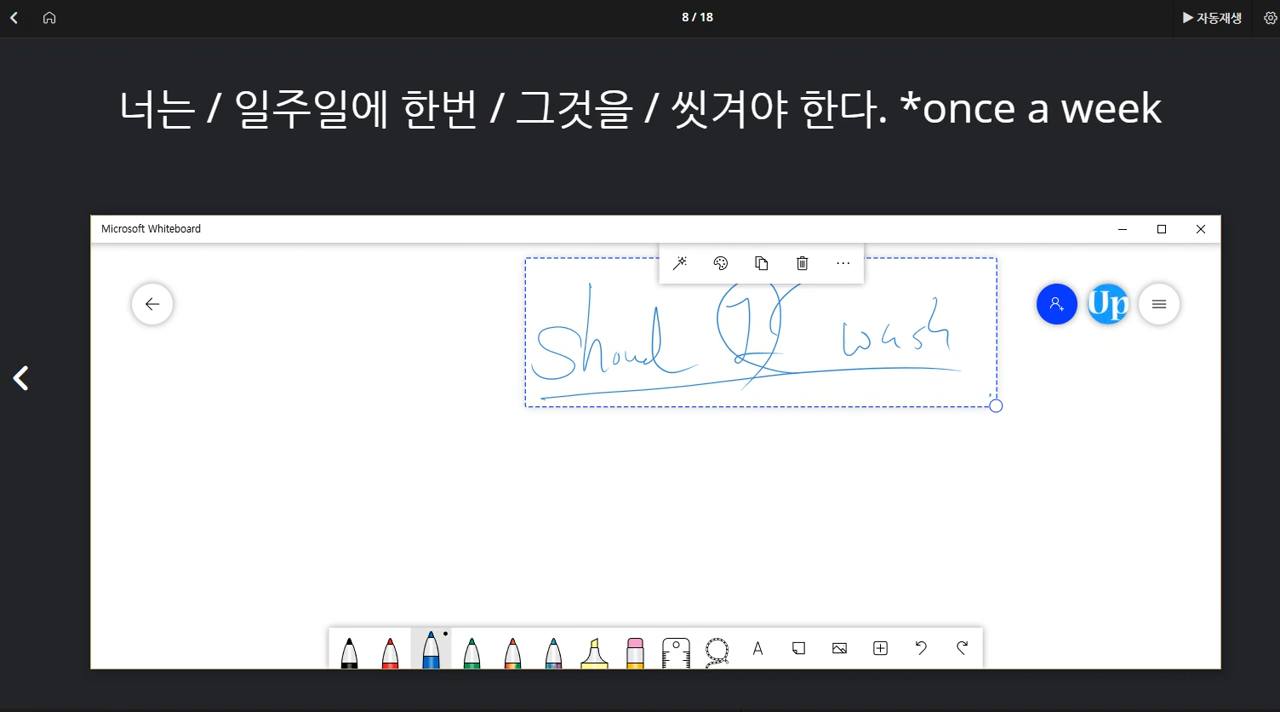 8 / 18
▶ 자동재생
너는 / 일주일에 한번 / 그것을 / 씻겨야 한다. *once a week
Microsoft Whiteboard
Up
wash
A